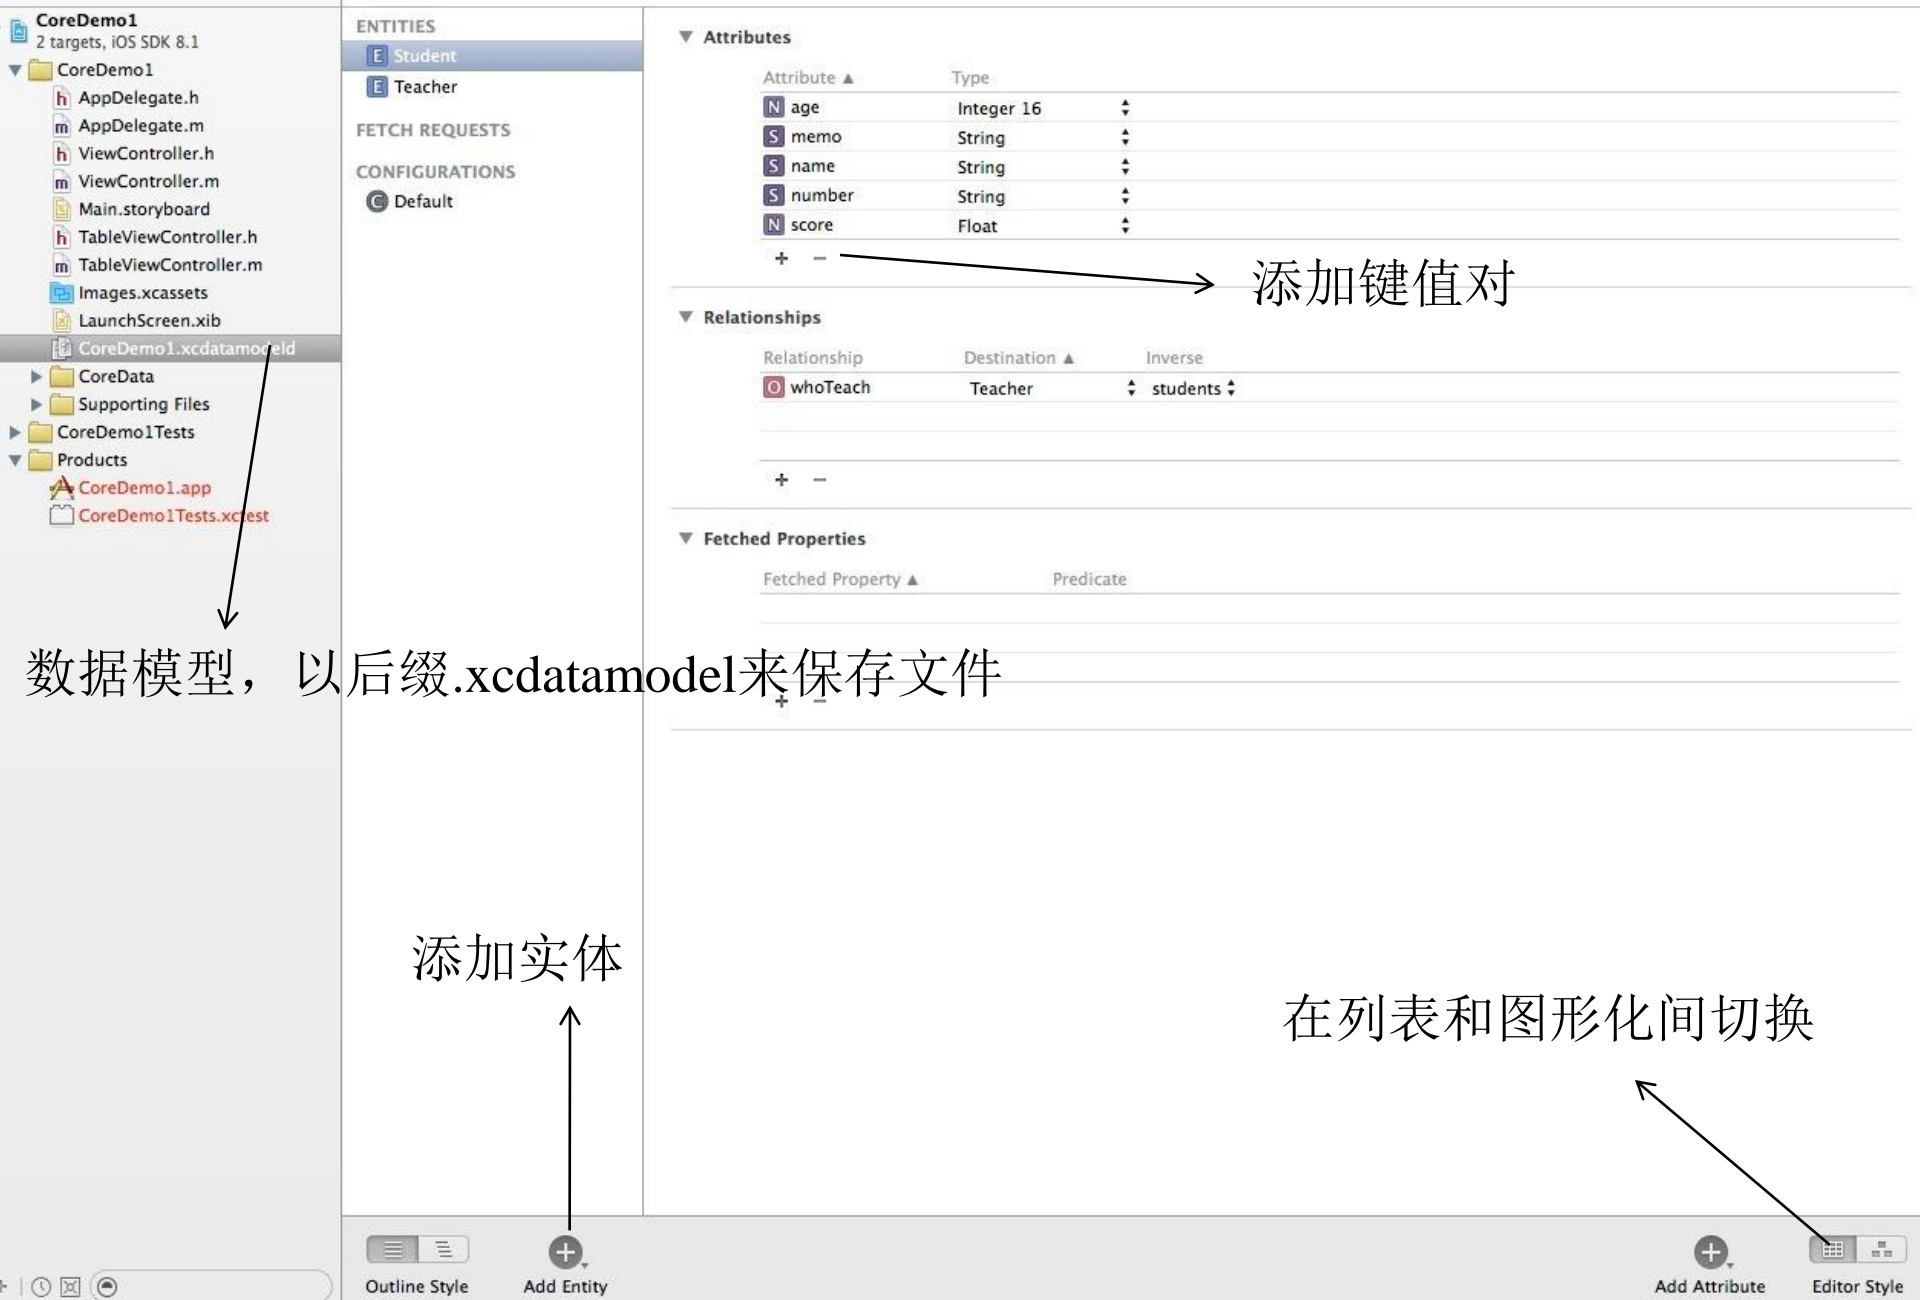 CoreDemo1
2 targets, iOS SDK 8.1
CoreDemo1
AppDelegate.h
AppDelegate.m
ViewController.h
ViewController.m
Main.storyboard
TableViewController.h
TableViewController.m
Images.xcassets
LaunchScreen.xib
CoreDemo1.xcdatamodeld
CoreData
Supporting Files
CoreDemo1Tests
Products
CoreDemo1.app
CoreDemo1Tests.xctest
ENTITIES
E Student
E Teacher
FETCH REQUESTS
CONFIGURATIONS
C Default
Attributes
Attribute Type
N age Integer 16
S memo String
S name String
S number String
N score Float
添加键值对
Relationships
Relationship Destination Inverse
O whoTeach Teacher students
Fetched Properties
Fetched Property Predicate
数据模型，以后缀.xcdatamodel来保存文件
添加实体
在列表和图形化间切换
Outline Style Add Entity Add Attribute Editor Style